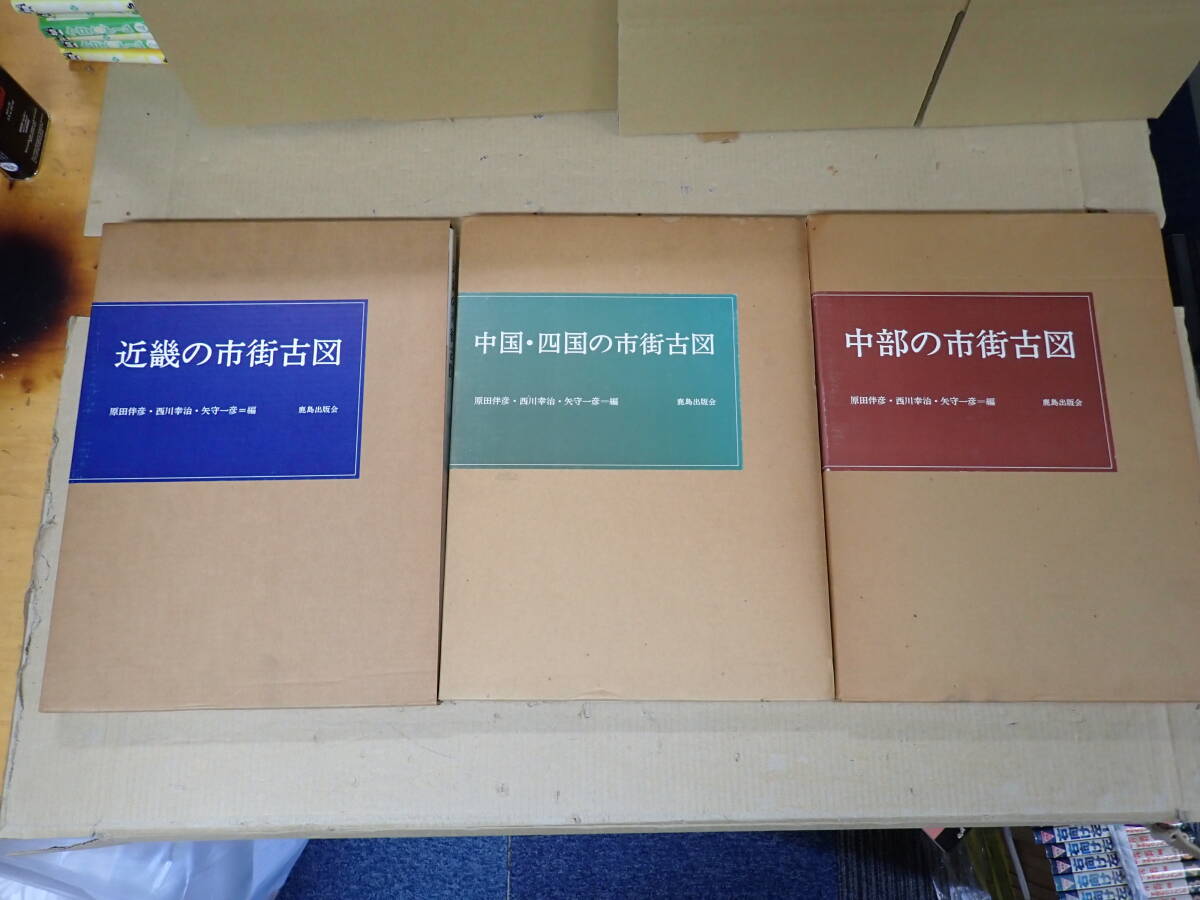 近畿の市街古図
原田伴彦・西川幸治・矢守一彦=編 鹿島出版会
中国・四国の市街古図
原田伴彦・西川幸治・矢守一彦=編 鹿島出版会
中部の市街古図
原田伴彦・西川幸治・矢守一彦=編 鹿島出版会